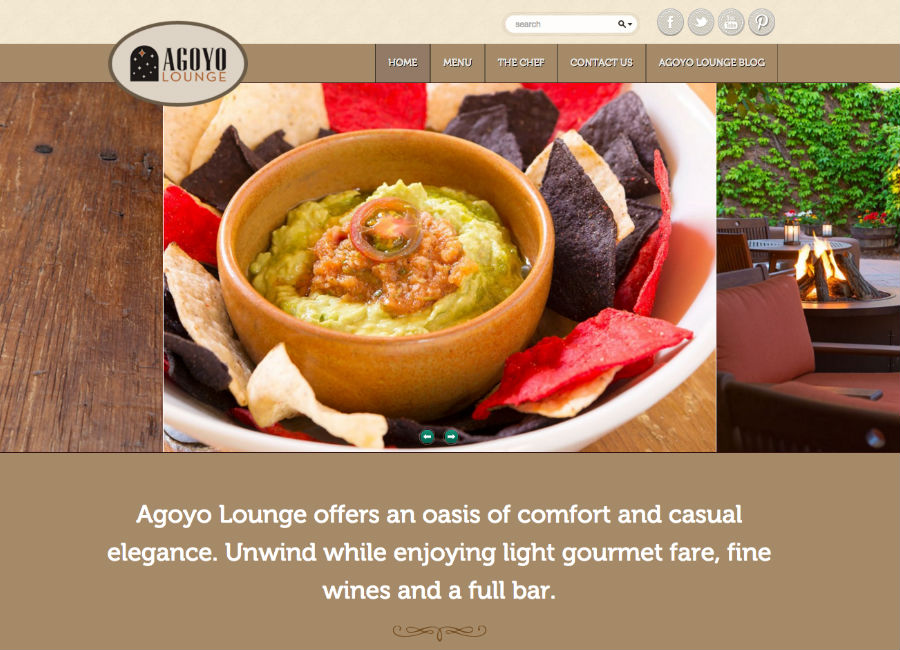 search
AGOYO
LOUNGE
HOME MENU THE CHEF CONTACT US AGOYO LOUNGE BLOG
Agoyo Lounge offers an oasis of comfort and casual
elegance. Unwind while enjoying light gourmet fare, fine
wines and a full bar.